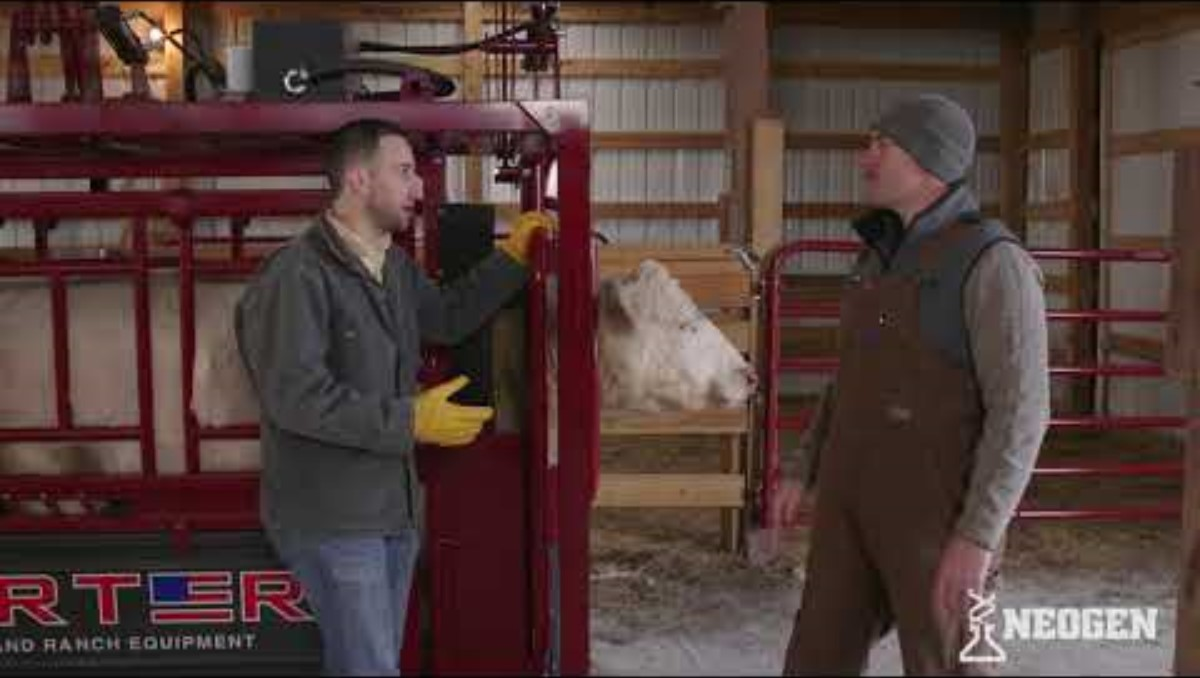 RTER
AND RANCH EQUIPMENT
NEOGEN